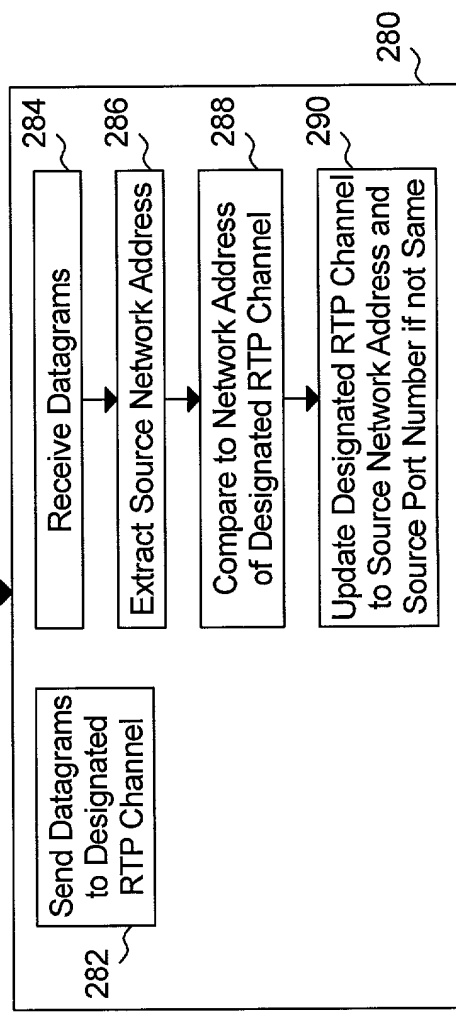 280
Send Datagrams
to Designated
RTP Channel
282
Receive Datagrams
284
Extract Source Network Address
286
Compare to Network Address
of Designated RTP Channel
288
Update Designated RTP Channel
to Source Network Address and
Source Port Number if not Same
290